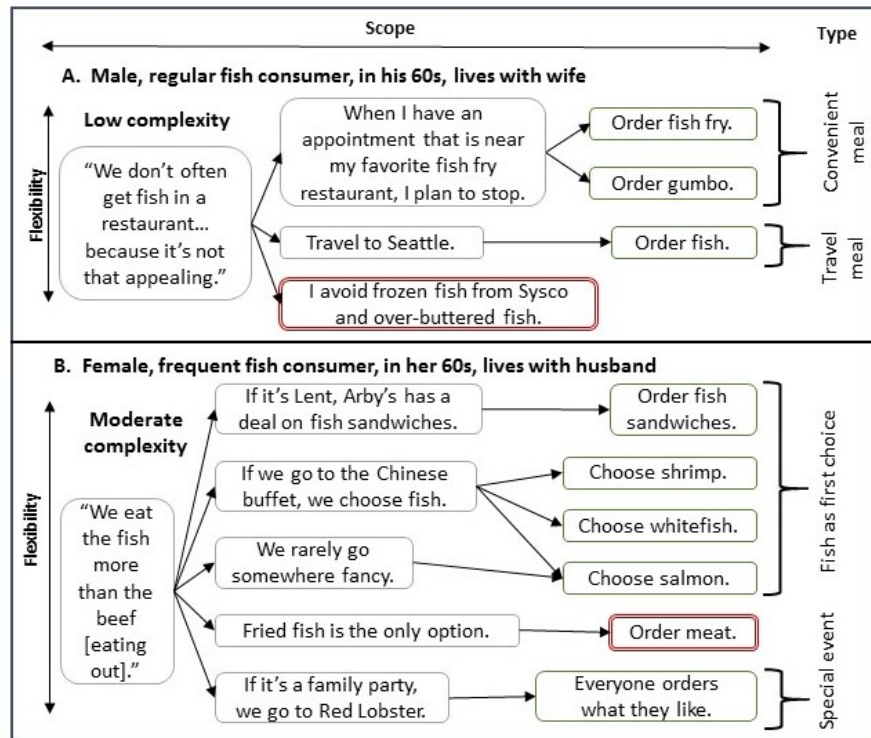 Scope
Type
A. Male, regular fish consumer, in his 60s, lives with wife
Flexibility
Low complexity
“We don’t often
get fish in a
restaurant...
because it’s not
that appealing.”
When I have an
appointment that is near
my favorite fish fry
restaurant, I plan to stop.
Order fish fry.
Order gumbo.
Convenient
meal
Travel to Seattle.
Order fish.
Travel
meal
I avoid frozen fish from Sysco
and over-buttered fish.
B. Female, frequent fish consumer, in her 60s, lives with husband
Flexibility
Moderate
complexity
“We eat
the fish
more
than the
beef
[eating
out].”
If it’s Lent, Arby’s has a
deal on fish sandwiches.
Order fish
sandwiches.
If we go to the Chinese
buffet, we choose fish.
Choose shrimp.
Choose whitefish.
We rarely go
somewhere fancy.
Choose salmon.
Fish as first choice
Fried fish is the only option.
Order meat.
If it’s a family party,
we go to Red Lobster.
Everyone orders
what they like.
Special event